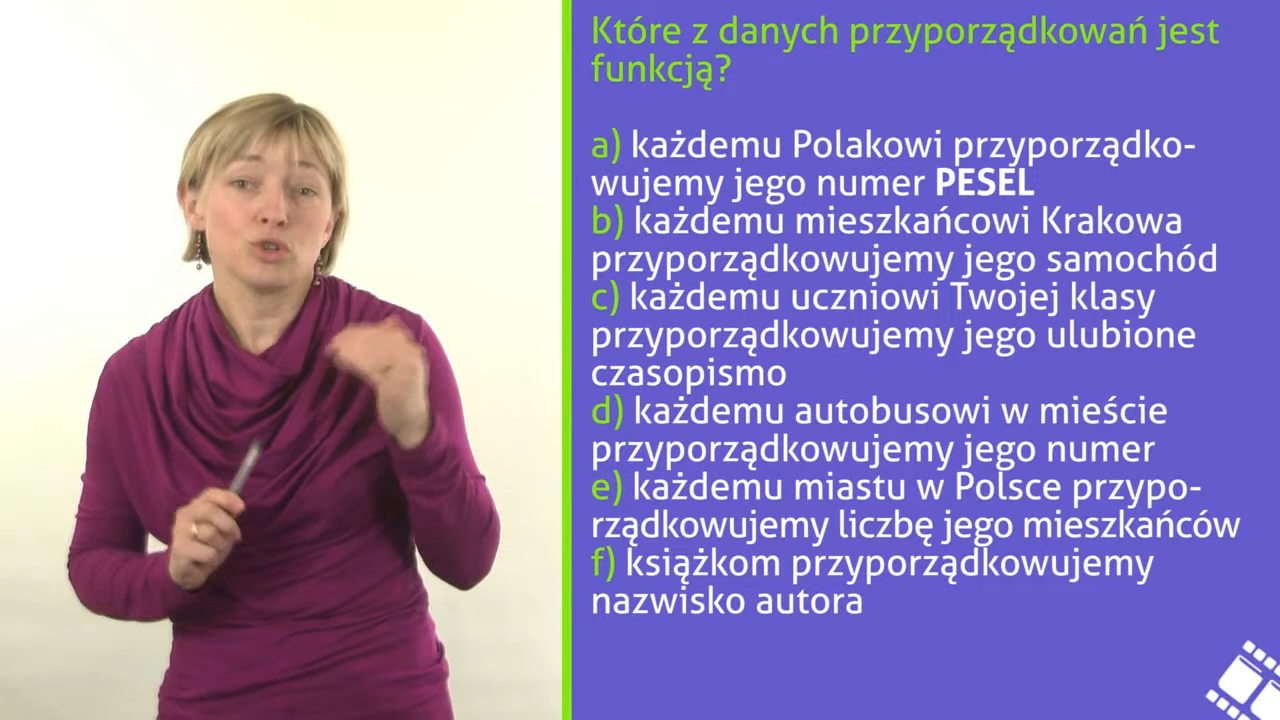 Które z danych przyporządkowań jest
funkcją?
a) każdemu Polakowi przyporządko-
wujemy jego numer PESEL
b) każdemu mieszkańcowi Krakowa
przyporządkowujemy jego samochód
c) każdemu uczniowi Twojej klasy
przyporządkowujemy jego ulubione
czasopismo
d) każdemu autobusowi w mieście
przyporządkowujemy jego numer
e) każdemu miastu w Polsce przypo-
rządkowujemy liczbę jego mieszkańców
f) książkom przyporządkowujemy
nazwisko autora